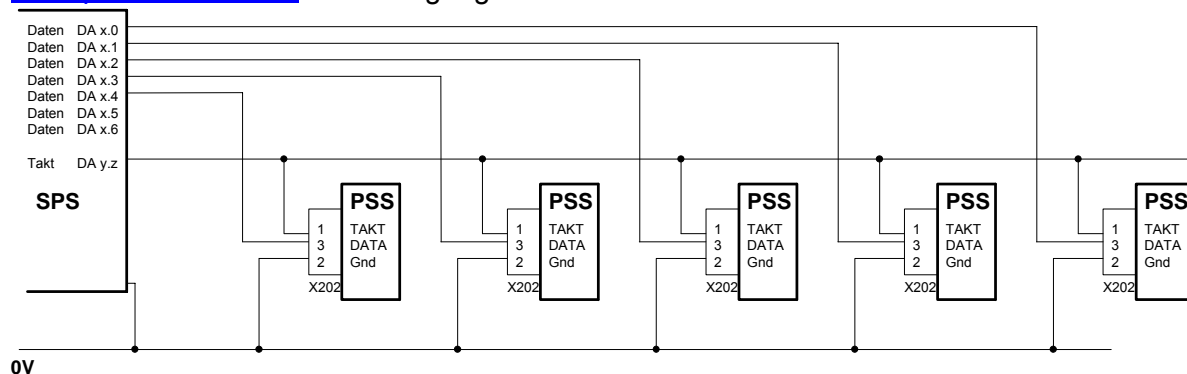 Daten DA x.0
Daten DA x.1
Daten DA x.2
Daten DA x.3
Daten DA x.4
Daten DA x.5
Daten DA x.6
Takt DA y.z
SPS
PSS
1 TAKT
3 DATA
2 Gnd
X202
PSS
1 TAKT
3 DATA
2 Gnd
X202
PSS
1 TAKT
3 DATA
2 Gnd
X202
PSS
1 TAKT
3 DATA
2 Gnd
X202
PSS
1 TAKT
3 DATA
2 Gnd
X202
0V